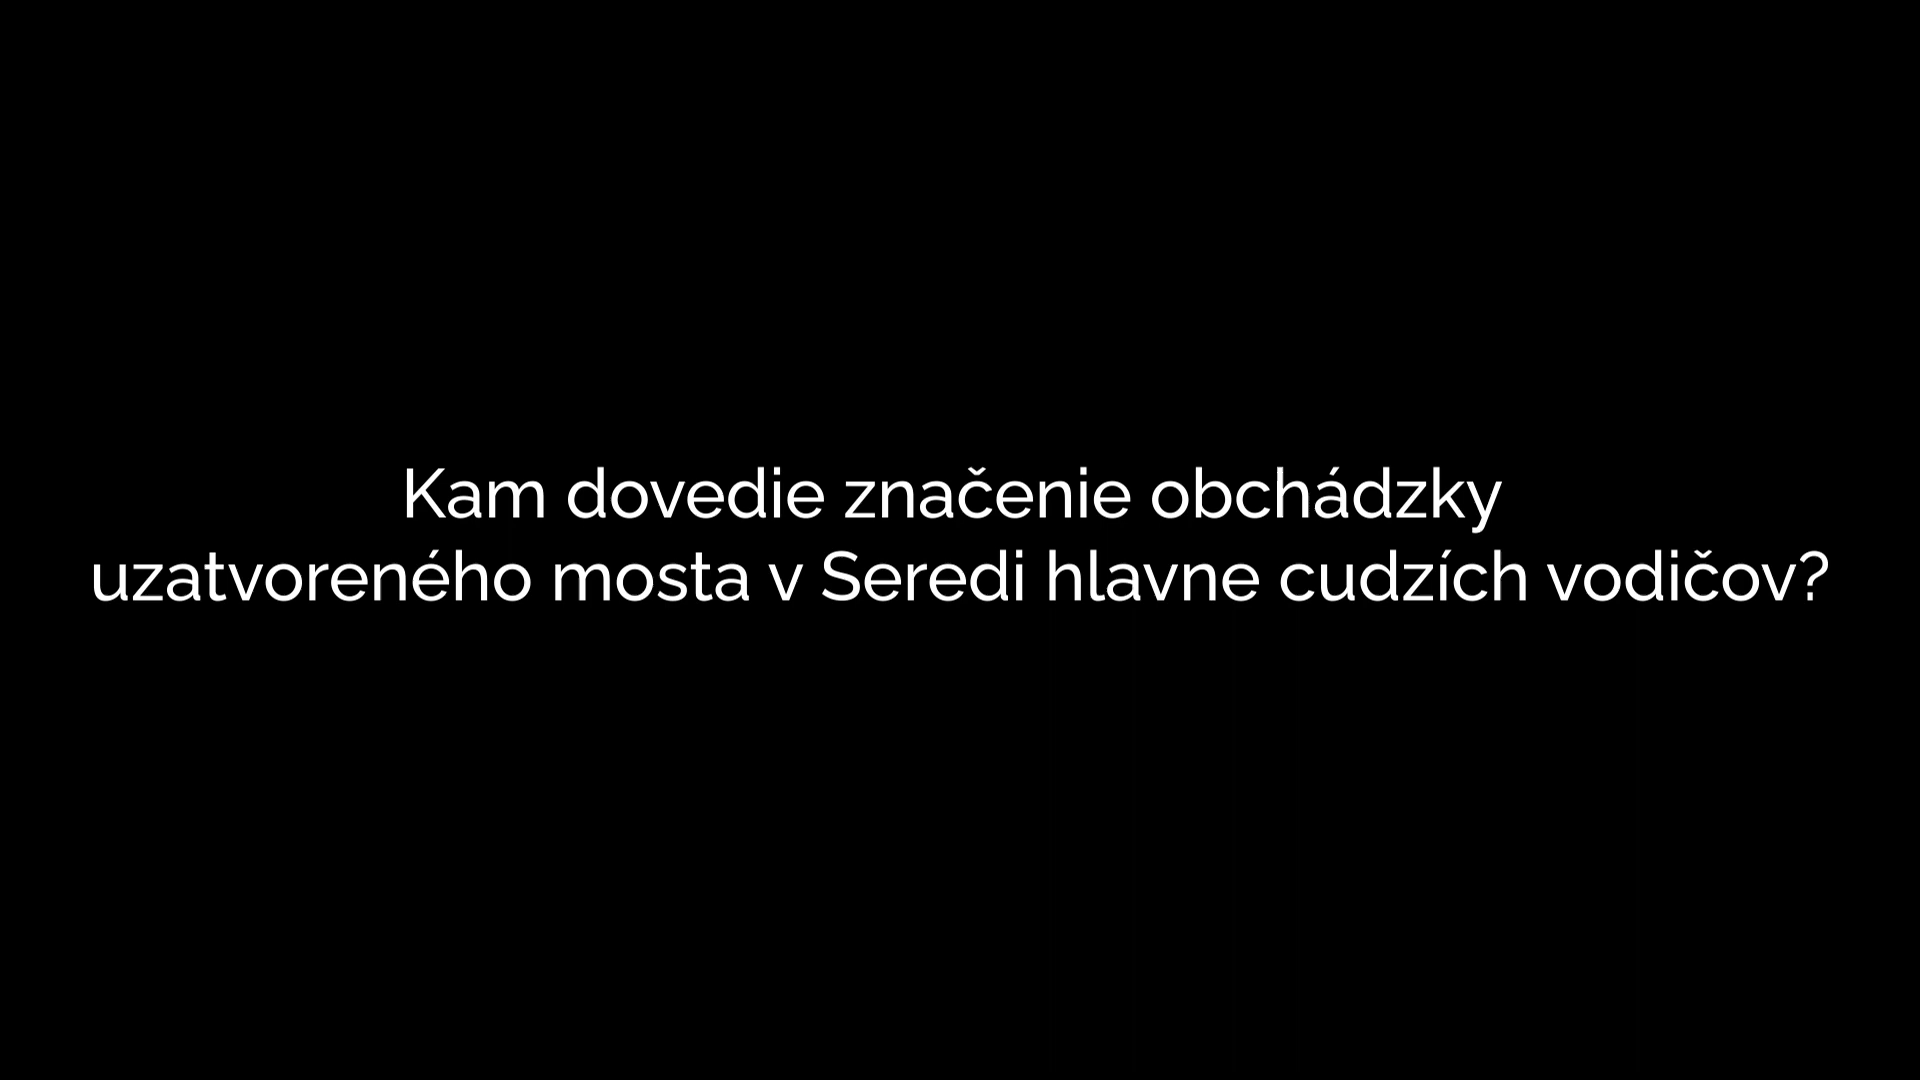 Kam dovedie značenie obchádzky
uzatvoreného mosta v Seredi hlavne cudzích vodičov?